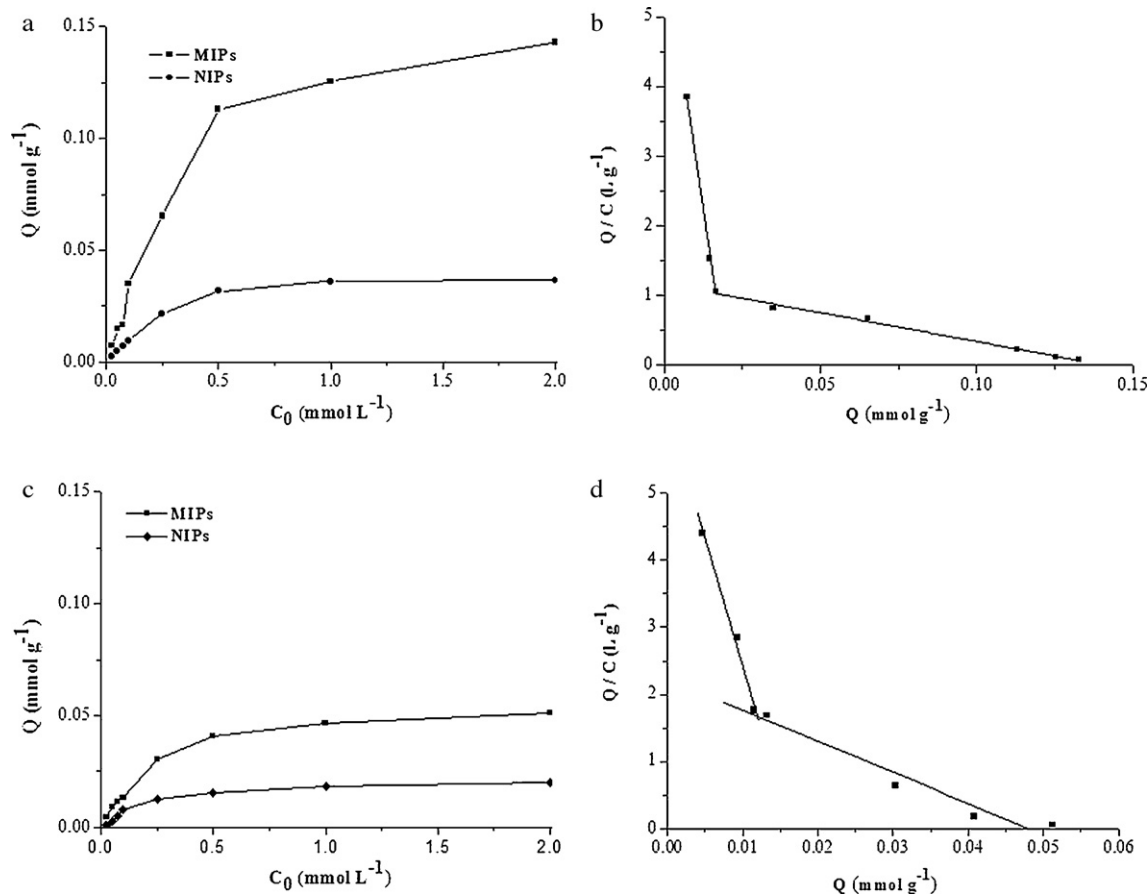 a
0.15
0.10
0.05
0.00
Q (mmol g⁻¹)
MIPs
NIPs
0.0 0.5 1.0 1.5 2.0
C₀ (mmol L⁻¹)
b
5
4
3
2
1
0
Q / C (L g⁻¹)
0.00 0.05 0.10 0.15
Q (mmol g⁻¹)
c
0.15
0.10
0.05
0.00
Q (mmol g⁻¹)
MIPs
NIPs
0.0 0.5 1.0 1.5 2.0
C₀ (mmol L⁻¹)
d
5
4
3
2
1
0
Q / C (L g⁻¹)
0.00 0.01 0.02 0.03 0.04 0.05 0.06
Q (mmol g⁻¹)